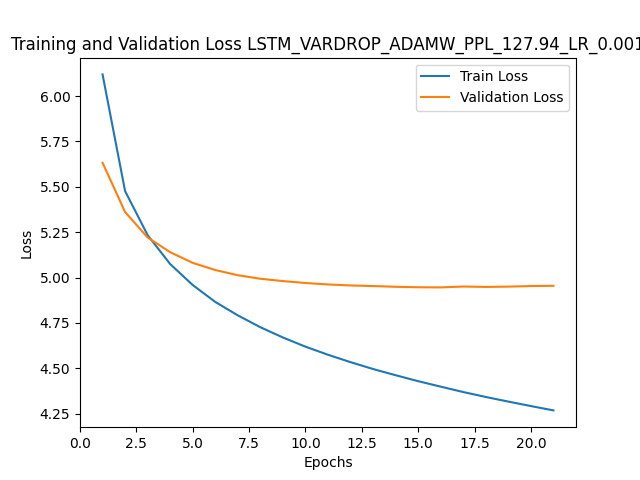 Training and Validation Loss LSTM_VARDROP_ADAMW_PPL_127.94_LR_0.001
Train Loss
Validation Loss
6.00
5.75
5.50
5.25
5.00
4.75
4.50
4.25
Loss
0.0 2.5 5.0 7.5 10.0 12.5 15.0 17.5 20.0
Epochs